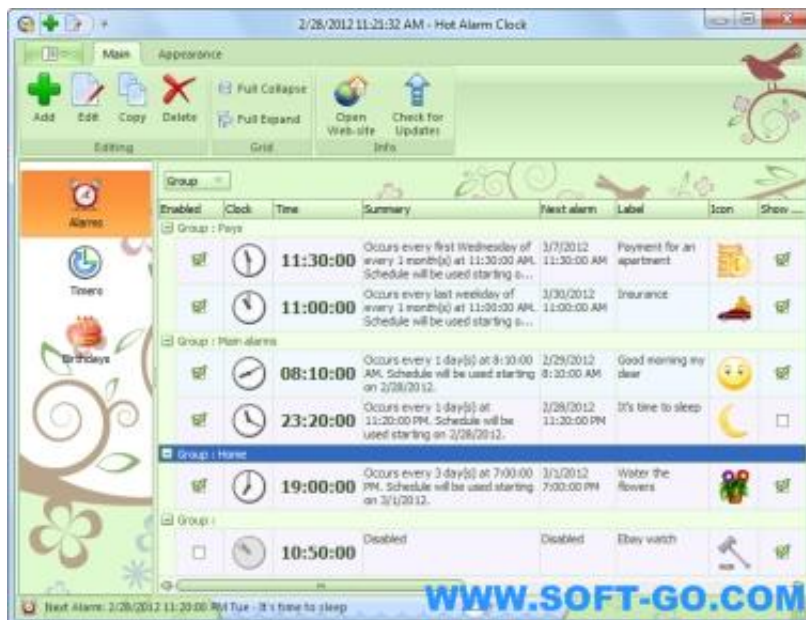 2/28/2012 11:21:32 AM - Hot Alarm Clock
Main Appearance
Add Edit Copy Delete
Full Collapse
Full Expand
Open Web-site
Check for Updates
Editing Grid Info
Group
Enabled Clock Time Summary Next alarm Label Icon Show ...
Group : Pays
11:30:00
Occurs every first Wednesday of
every 1 month(s) at 11:30:00 AM.
Schedule will be used starting o...
3/7/2012
11:30:00 AM
Payment for an
apartment
11:00:00
Occurs every last weekday of
every 1 month(s) at 11:00:00 AM.
Schedule will be used starting o...
3/30/2012
11:00:00 AM
Insurance
Group : Main alarms
08:10:00
Occurs every 1 day(s) at 8:10:00
AM. Schedule will be used starting
on 2/28/2012.
2/29/2012
8:10:00 AM
Good morning my
dear
23:20:00
Occurs every 1 day(s) at
11:20:00 PM. Schedule will be
used starting on 2/28/2012.
2/28/2012
11:20:00 PM
It's time to sleep
Group : Home
19:00:00
Occurs every 3 day(s) at 7:00:00
PM. Schedule will be used starting
on 3/1/2012.
3/1/2012
7:00:00 PM
Water the
flowers
Group :
10:50:00
Disabled
Disabled
Ebay watch
Alarms
Timers
Birthdays
Next Alarm: 2/28/2012 11:20:00 PM Tue - It's time to sleep
WWW.SOFT-GO.COM